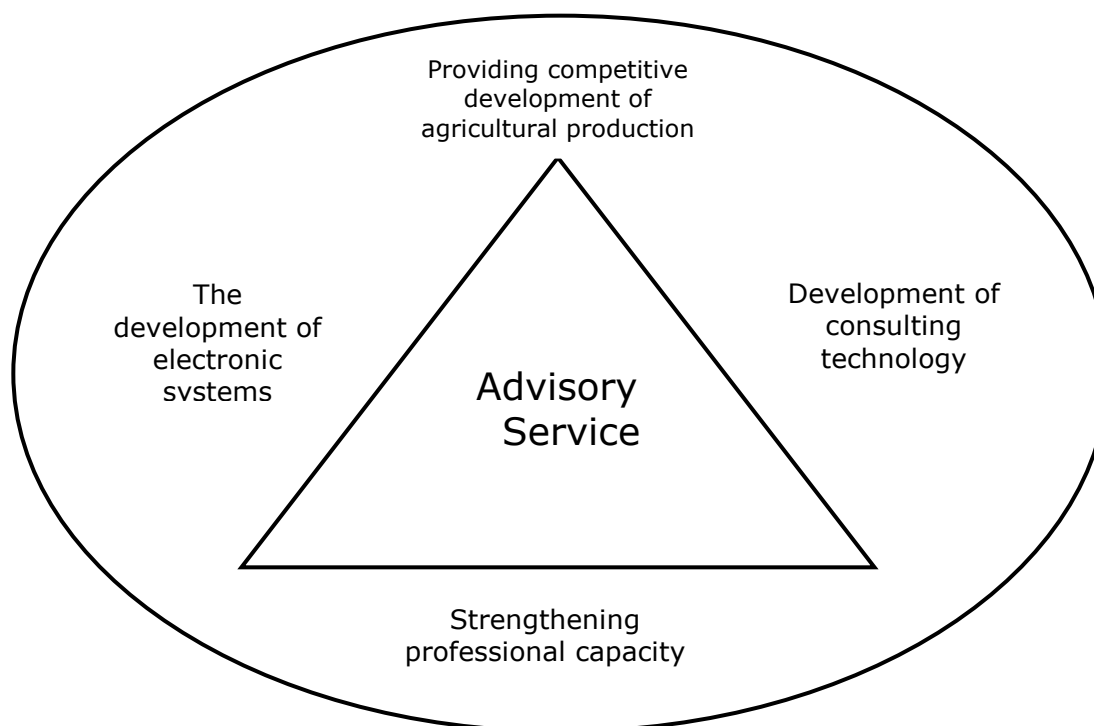 Providing competitive
development of
agricultural production
The
development of
electronic
svstems
Development of
consulting
technology
Advisory
Service
Strengthening
professional capacity